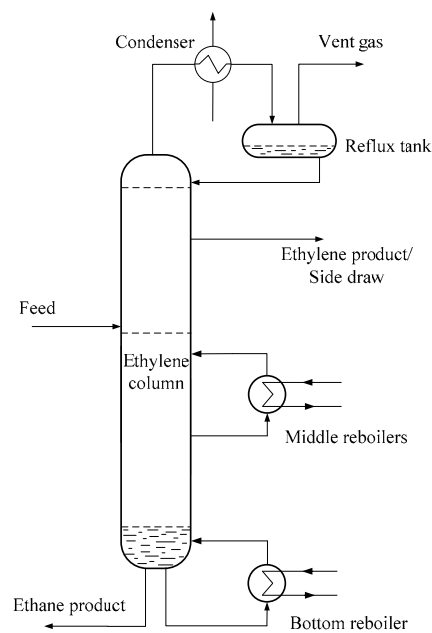 Condenser
Vent gas
Reflux tank
Ethylene product/
Side draw
Feed
Ethylene
column
Middle reboilers
Ethane product
Bottom reboiler